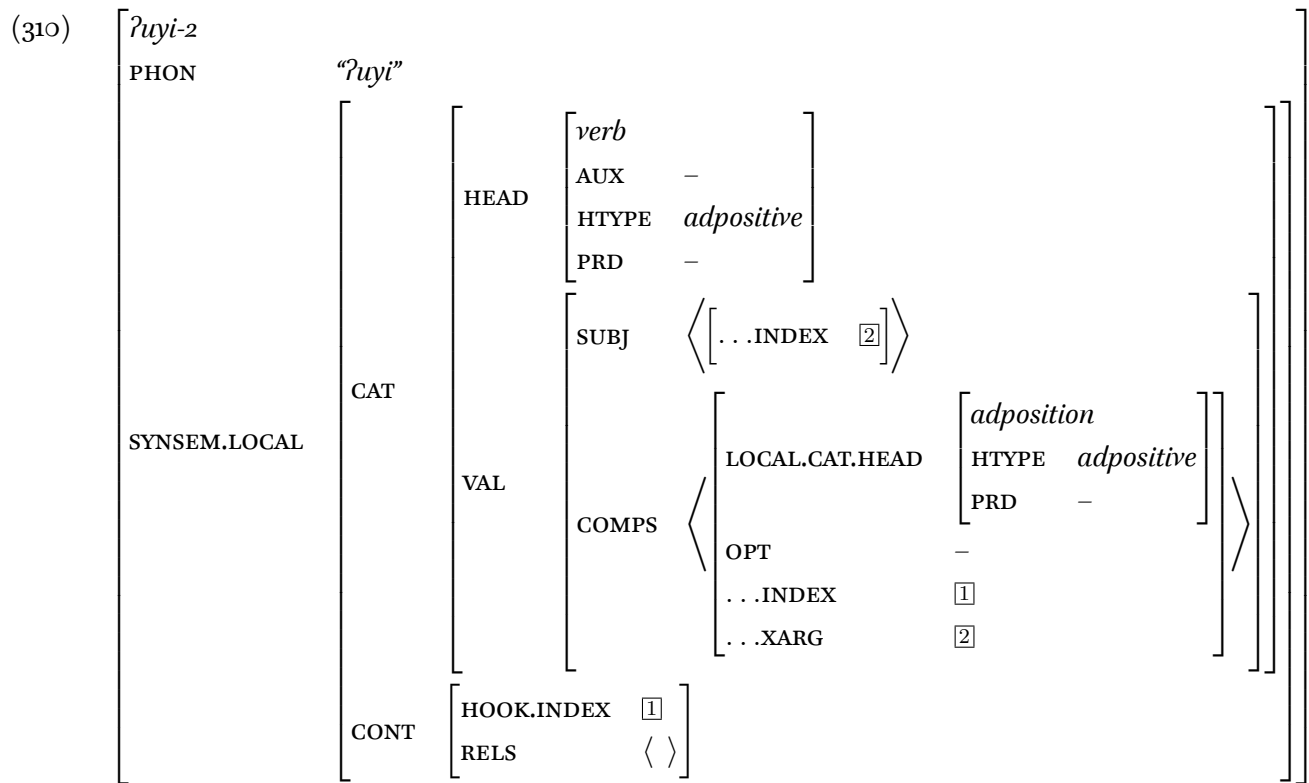 (310)
ʔuyi-2
PHON “ʔuyi”
verb
AUX –
HEAD
HTYPE adpositive
PRD –
SUBJ ⟨[...INDEX 2]⟩
CAT
adposition
SYNSEM.LOCAL
LOCAL.CAT.HEAD HTYPE adpositive
VAL
PRD –
COMPS
OPT –
...INDEX 1
...XARG 2
HOOK.INDEX 1
CONT
RELS ⟨ ⟩